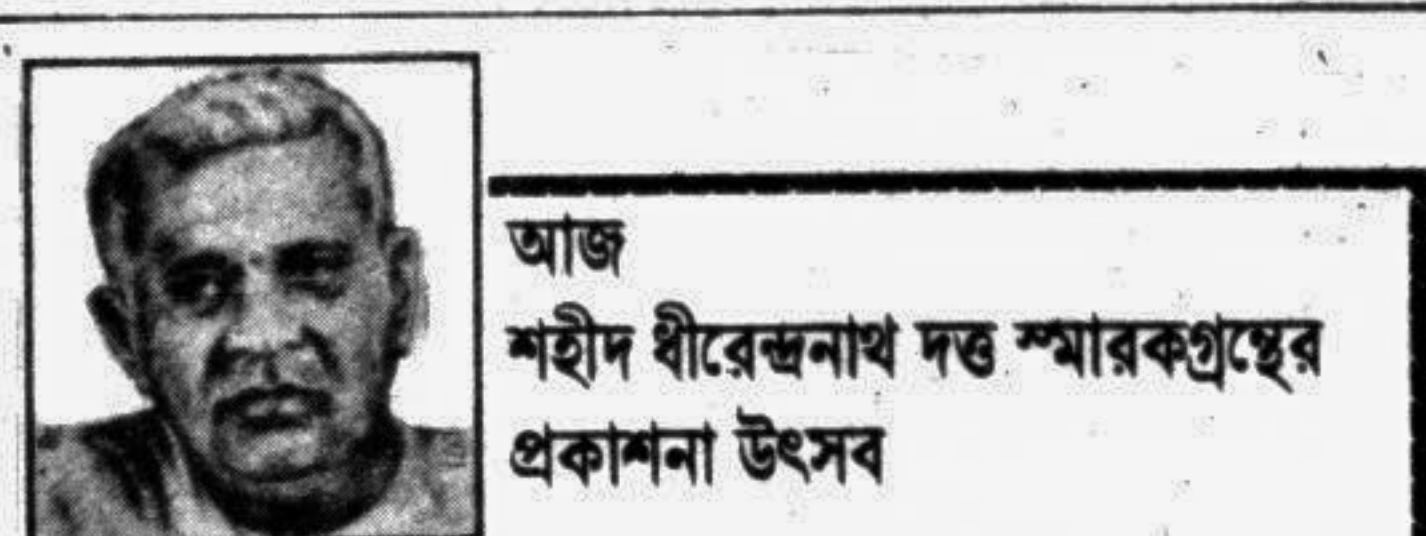 আজ
শহীদ ধীরেন্দ্রনাথ দত্ত স্মারকগ্রন্থের
প্রকাশনা উৎসব